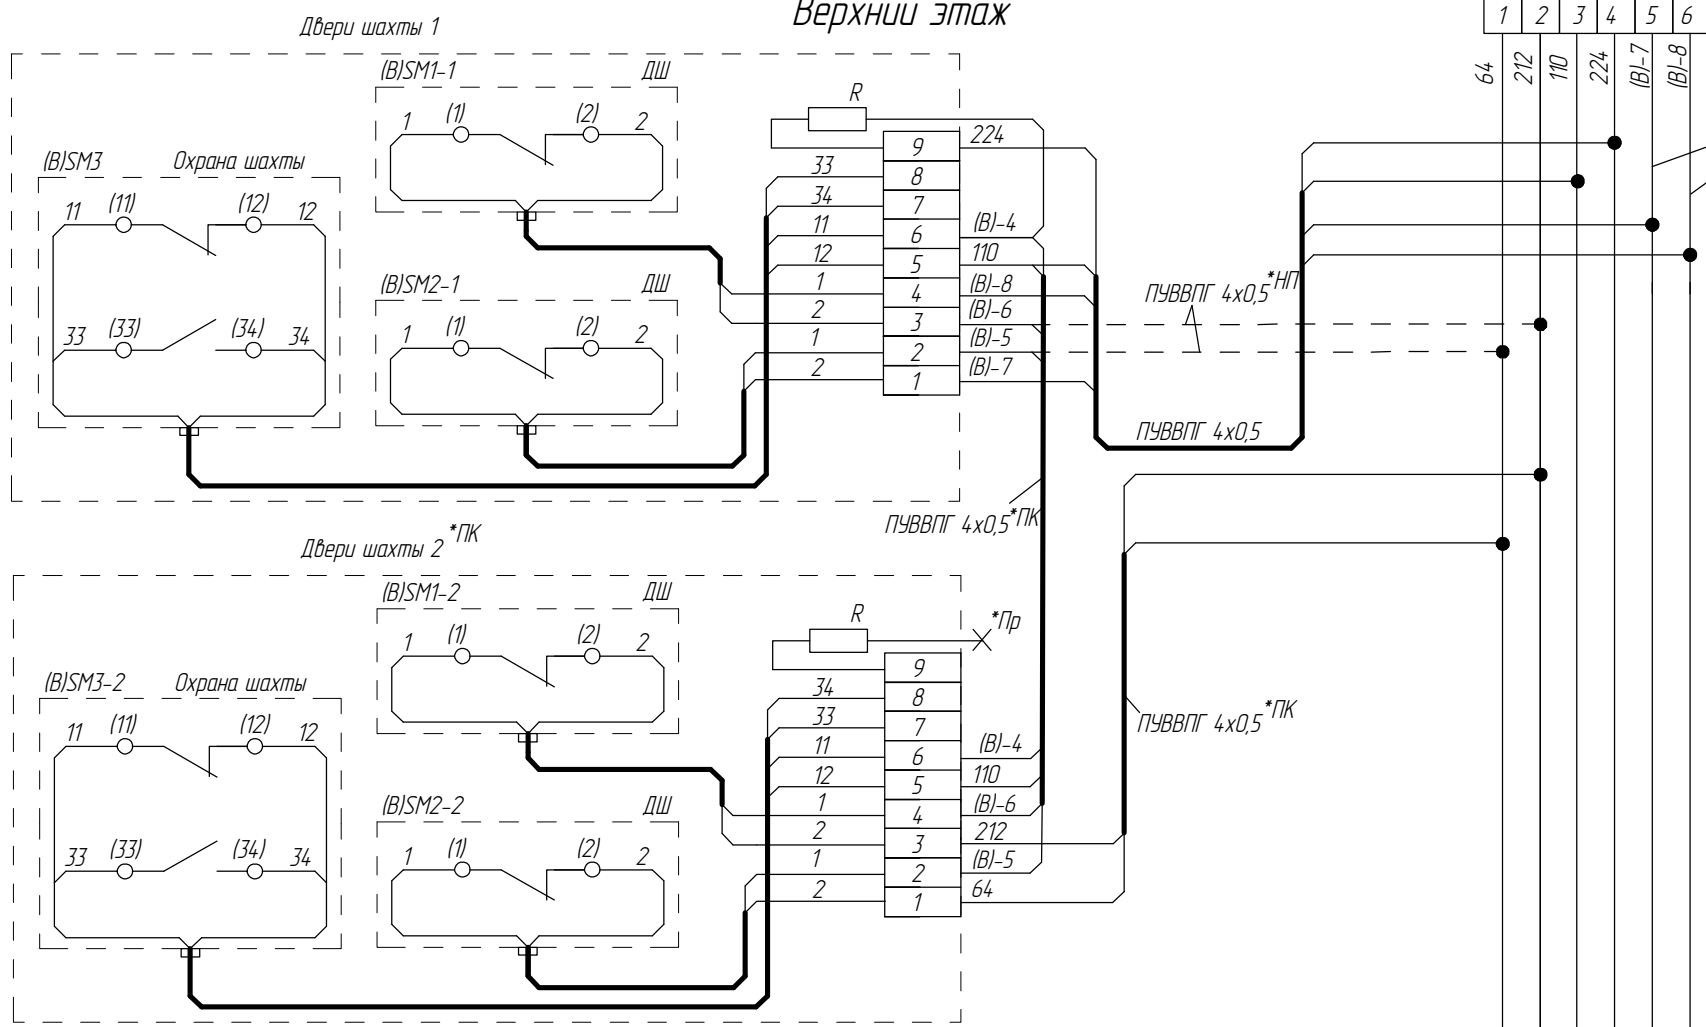 Верхний этаж
1 2 3 4 5 6
64 212 110 224 (В)-7 (В)-8
Двери шахты 1
(В)SM1-1 ДШ
1 (1) (2) 2
(В)SM3 Охрана шахты
11 (11) (12) 12
33 (33) (34) 34
(В)SM2-1 ДШ
1 (1) (2) 2
R
9 224
33 8
34 7
11 6 (В)-4
12 5 110
1 4 (В)-8
2 3 (В)-6
1 2 (В)-5
2 1 (В)-7
ПУВВПГ 4х0,5 *НП
ПУВВПГ 4х0,5
ПУВВПГ 4х0,5 *ПК
Двери шахты 2 *ПК
(В)SM1-2 ДШ
1 (1) (2) 2
(В)SM3-2 Охрана шахты
11 (11) (12) 12
33 (33) (34) 34
(В)SM2-2 ДШ
1 (1) (2) 2
R *Пр
9
34 8
33 7
11 6 (В)-4
12 5 110
1 4 (В)-6
2 3 212
1 2 (В)-5
2 1 64
ПУВВПГ 4х0,5 *ПК